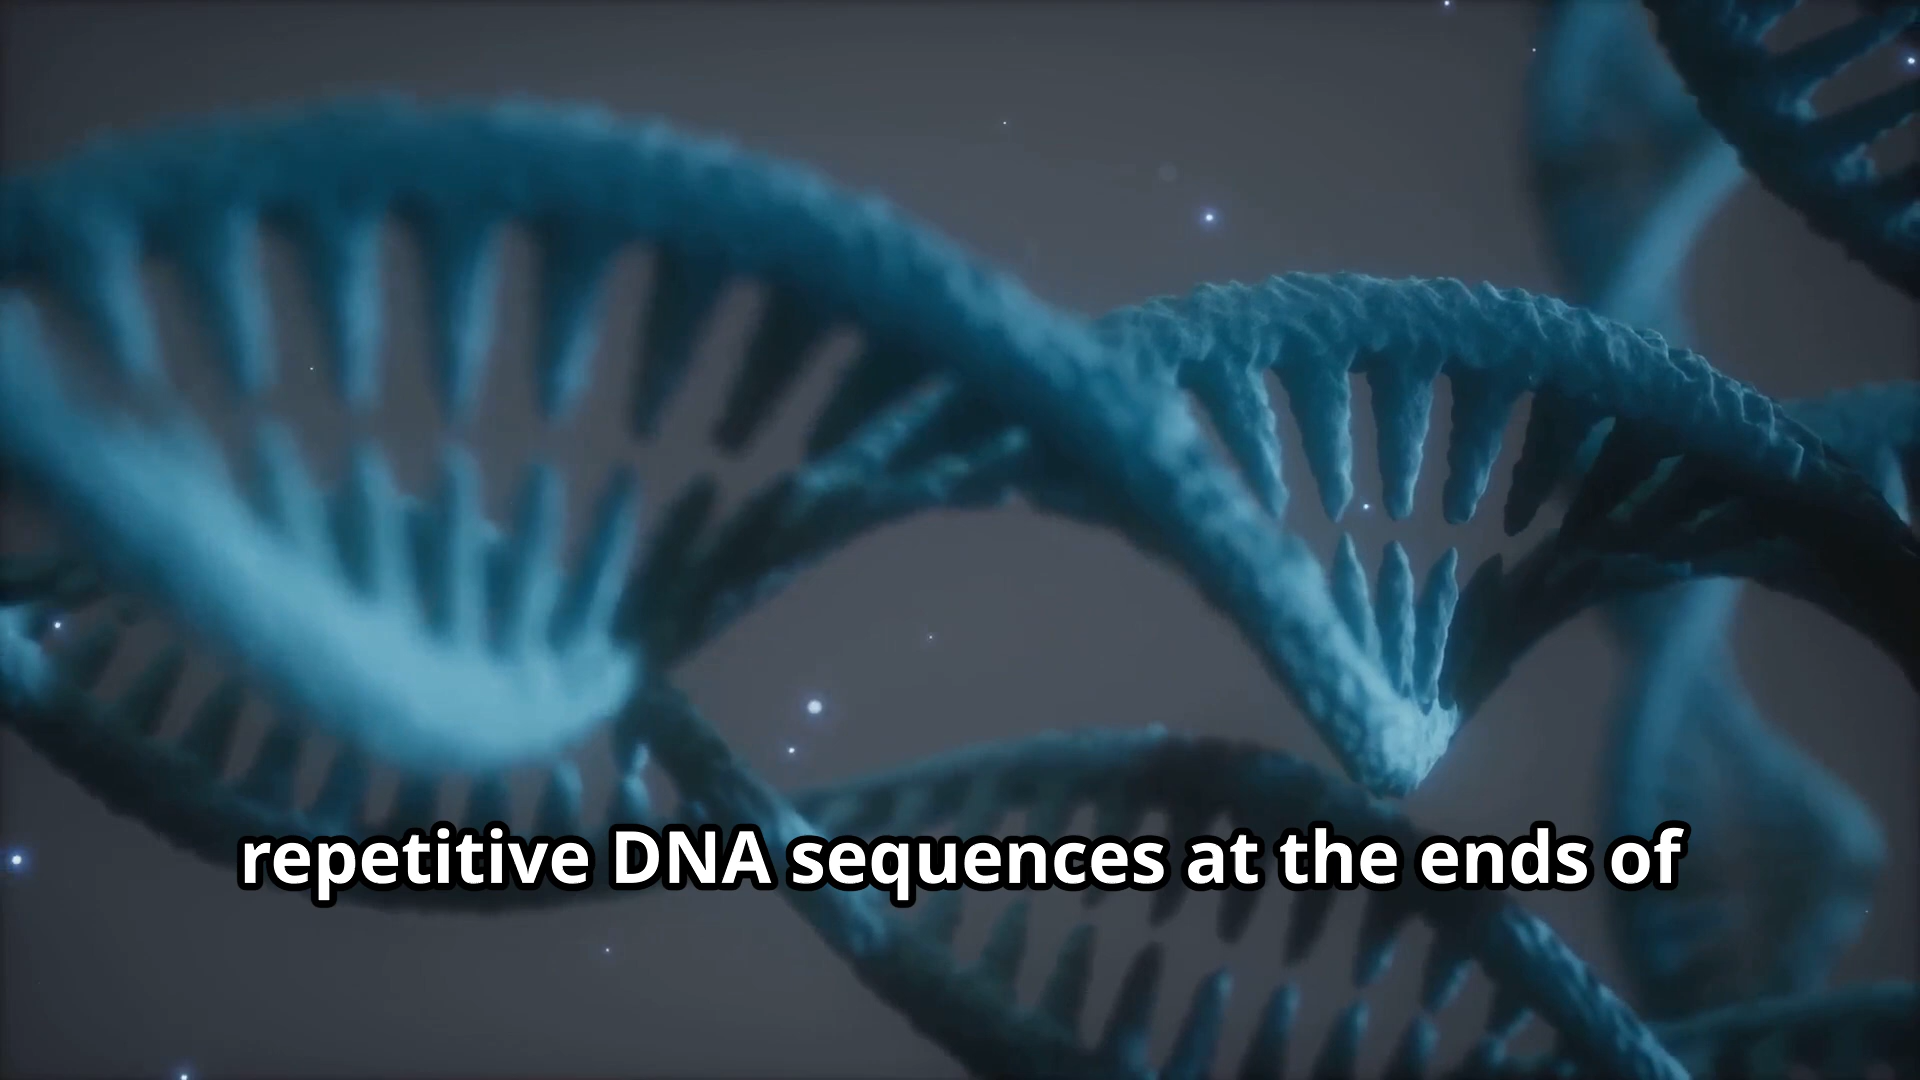 repetitive DNA sequences at the ends of